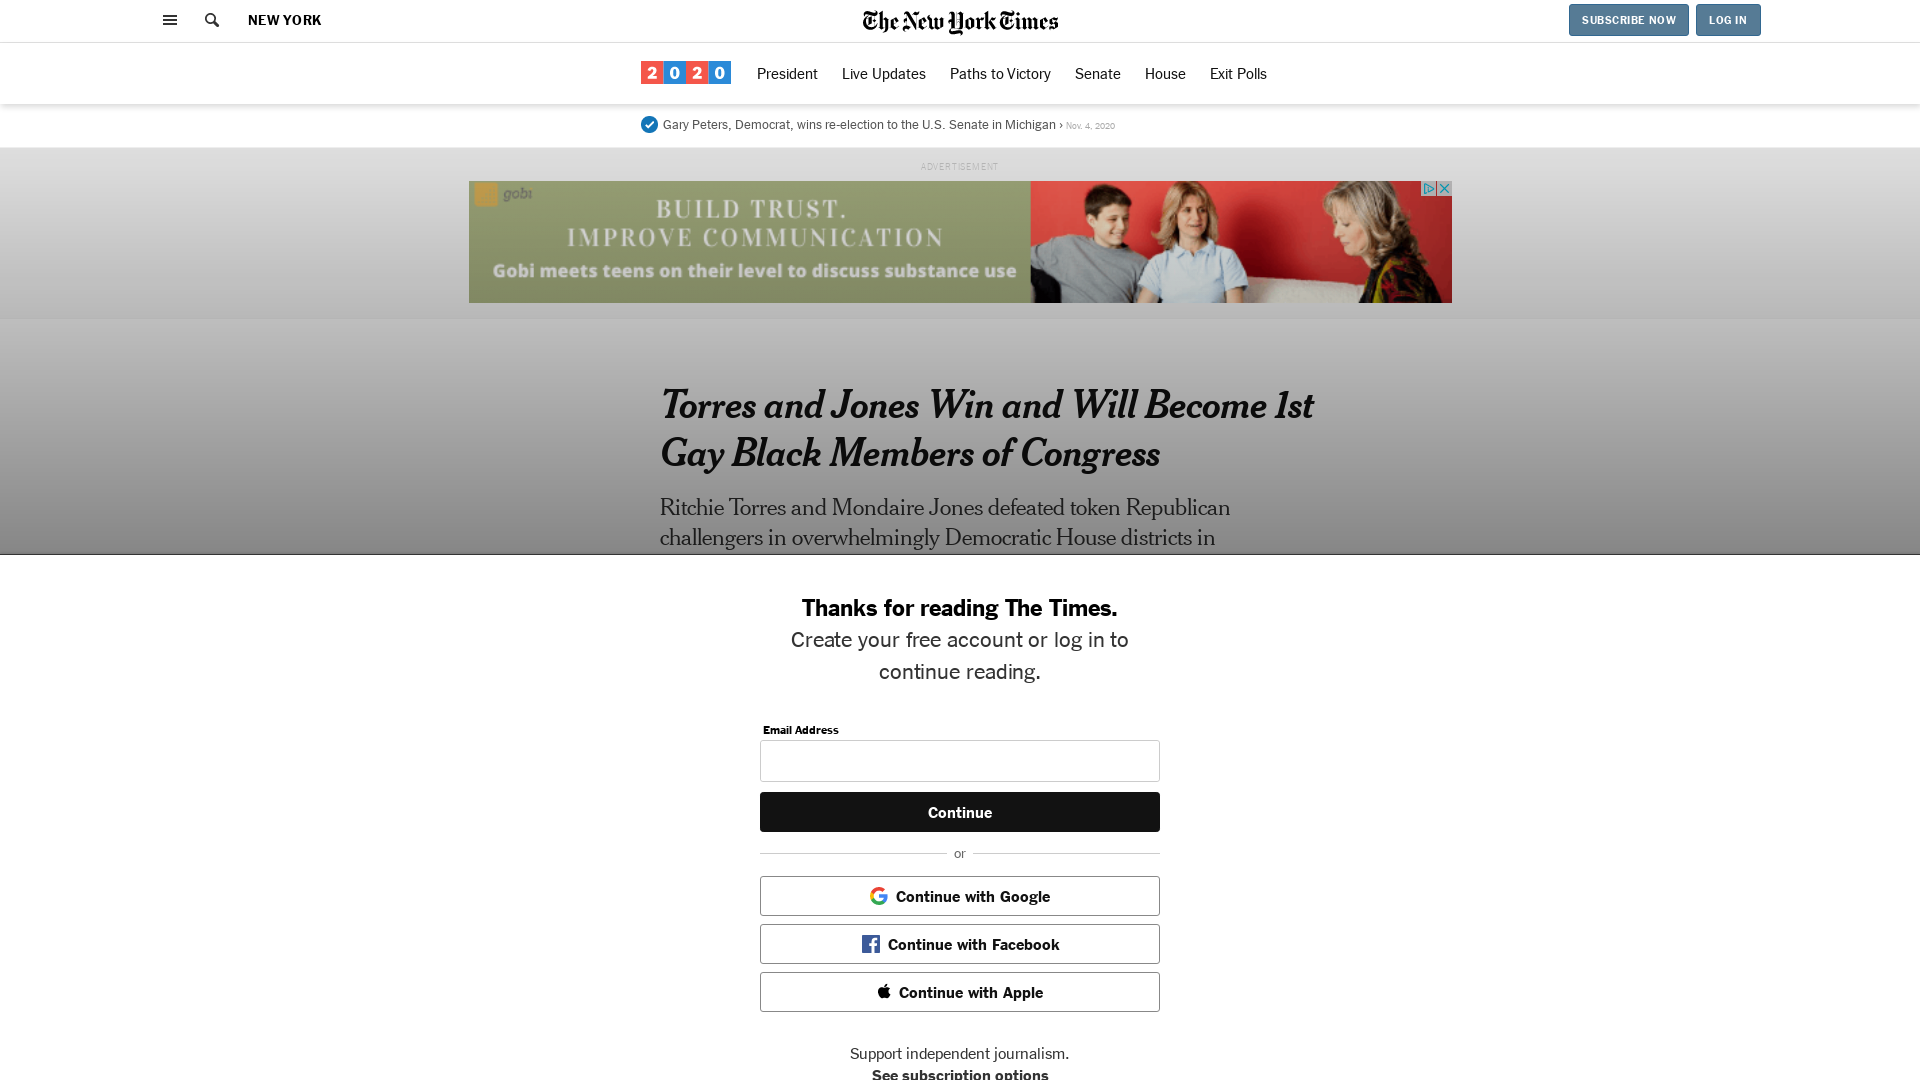 NEW YORK
The New York Times
SUBSCRIBE NOW
LOG IN
2020
President
Live Updates
Paths to Victory
Senate
House
Exit Polls
Gary Peters, Democrat, wins re-election to the U.S. Senate in Michigan › Nov. 4, 2020
ADVERTISEMENT
gobi
BUILD TRUST.
IMPROVE COMMUNICATION
Gobi meets teens on their level to discuss substance use
Torres and Jones Win and Will Become 1st
Gay Black Members of Congress
Ritchie Torres and Mondaire Jones defeated token Republican
challengers in overwhelmingly Democratic House districts in
Thanks for reading The Times.
Create your free account or log in to
continue reading.
Email Address
Continue
or
Continue with Google
Continue with Facebook
Continue with Apple
Support independent journalism.
See subscription options